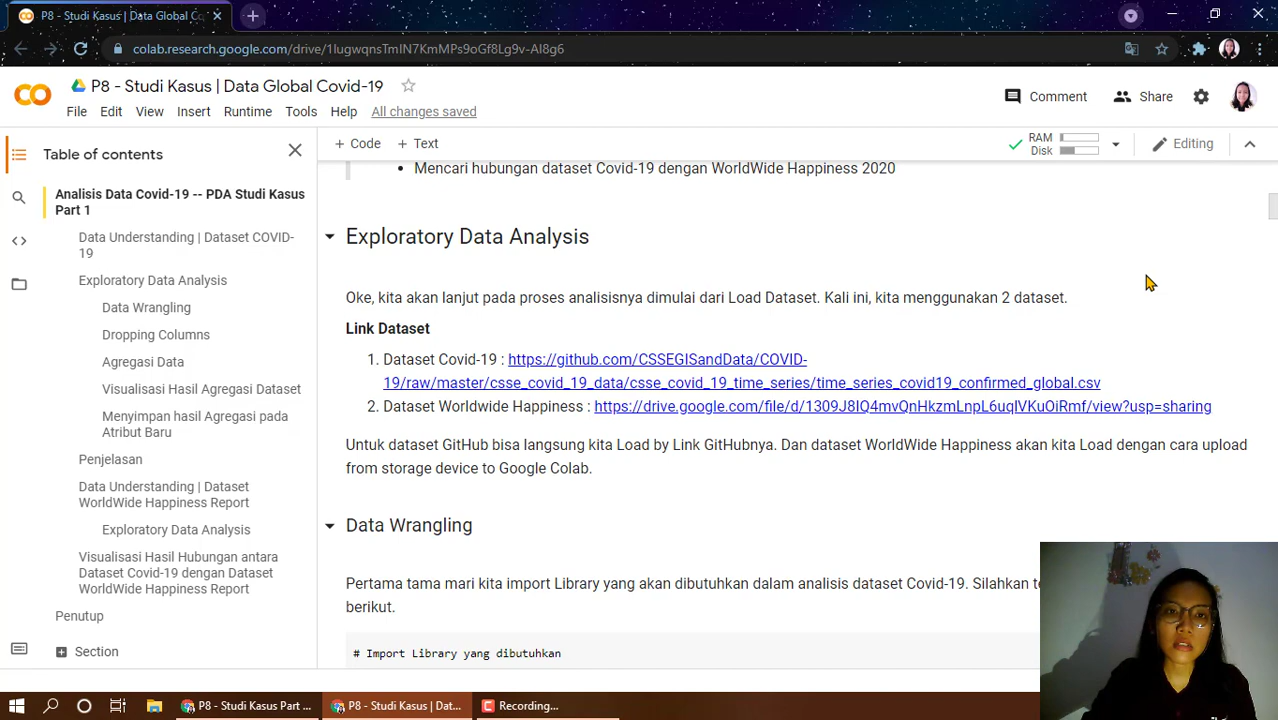 P8 - Studi Kasus | Data Global Co
colab.research.google.com/drive/1lugwqnsTmIN7KmMPs9oGf8Lg9v-AI8g6
P8 - Studi Kasus | Data Global Covid-19
File Edit View Insert Runtime Tools Help All changes saved
Comment
Share
Table of contents
+ Code + Text
RAM
Disk
Editing
Analisis Data Covid-19 -- PDA Studi Kasus
Part 1
Data Understanding | Dataset COVID-
19
Exploratory Data Analysis
Data Wrangling
Dropping Columns
Agregasi Data
Visualisasi Hasil Agregasi Dataset
Menyimpan hasil Agregasi pada
Atribut Baru
Penjelasan
Data Understanding | Dataset
WorldWide Happiness Report
Exploratory Data Analysis
Visualisasi Hasil Hubungan antara
Dataset Covid-19 dengan Dataset
WorldWide Happiness Report
Penutup
Section
• Mencari hubungan dataset Covid-19 dengan WorldWide Happiness 2020
Exploratory Data Analysis
Oke, kita akan lanjut pada proses analisisnya dimulai dari Load Dataset. Kali ini, kita menggunakan 2 dataset.
Link Dataset
1. Dataset Covid-19 : https://github.com/CSSEGISandData/COVID-
19/raw/master/csse_covid_19_data/csse_covid_19_time_series/time_series_covid19_confirmed_global.csv
2. Dataset Worldwide Happiness : https://drive.google.com/file/d/1309J8IQ4mvQnHkzmLnpL6uqlVKuOiRmf/view?usp=sharing
Untuk dataset GitHub bisa langsung kita Load by Link GitHubnya. Dan dataset WorldWide Happiness akan kita Load dengan cara upload
from storage device to Google Colab.
Data Wrangling
Pertama tama mari kita import Library yang akan dibutuhkan dalam analisis dataset Covid-19. Silahkan
berikut.
# Import Library yang dibutuhkan
P8 - Studi Kasus Part ...
P8 - Studi Kasus | Dat...
Recording...